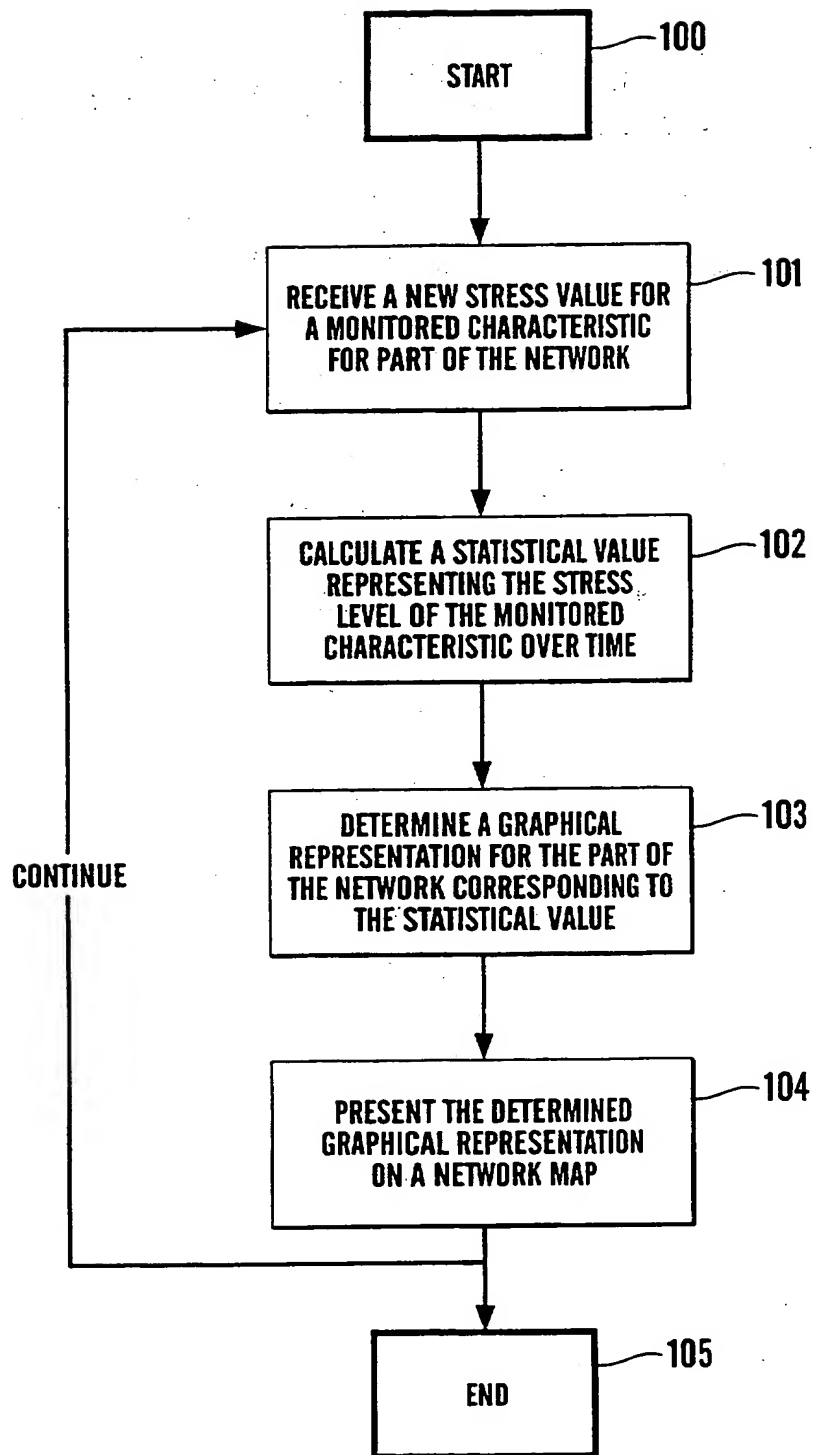 START
100
RECEIVE A NEW STRESS VALUE FOR
A MONITORED CHARACTERISTIC
FOR PART OF THE NETWORK
101
CALCULATE A STATISTICAL VALUE
REPRESENTING THE STRESS
LEVEL OF THE MONITORED
CHARACTERISTIC OVER TIME
102
DETERMINE A GRAPHICAL
REPRESENTATION FOR THE PART OF
THE NETWORK CORRESPONDING TO
THE STATISTICAL VALUE
103
CONTINUE
PRESENT THE DETERMINED
GRAPHICAL REPRESENTATION
ON A NETWORK MAP
104
END
105